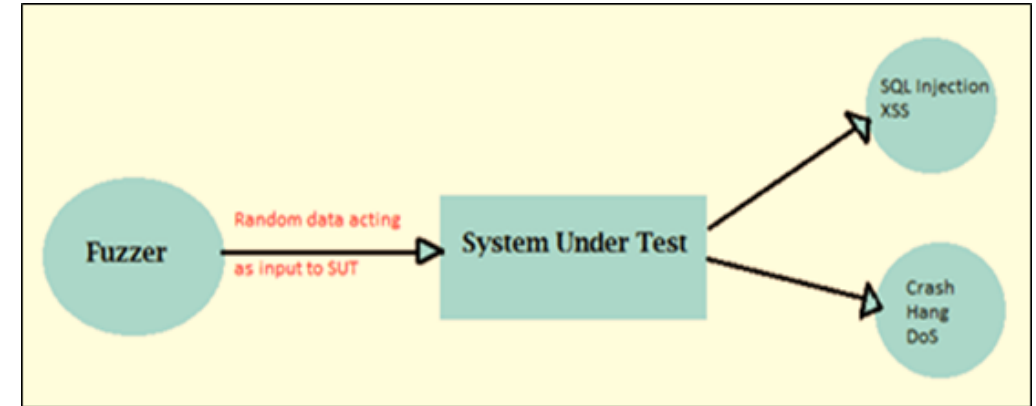 Fuzzer
Random data acting
as input to SUT
System Under Test
SQL Injection
XSS
Crash
Hang
DoS